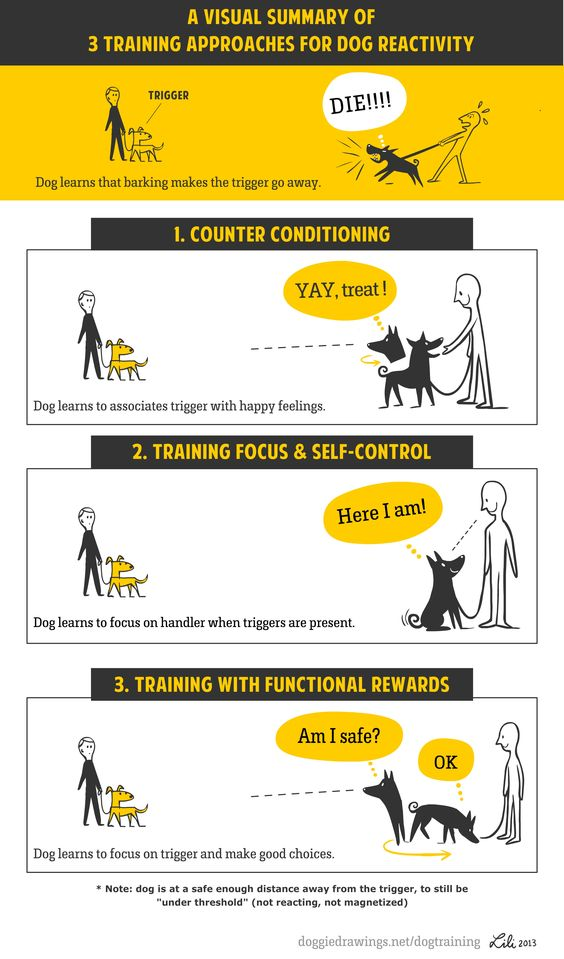 A VISUAL SUMMARY OF
3 TRAINING APPROACHES FOR DOG REACTIVITY
TRIGGER
DIE!!!!
Dog learns that barking makes the trigger go away.
1. COUNTER CONDITIONING
YAY, treat!
Dog learns to associates trigger with happy feelings.
2. TRAINING FOCUS & SELF-CONTROL
Here I am!
Dog learns to focus on handler when triggers are present.
3. TRAINING WITH FUNCTIONAL REWARDS
Am I safe?
OK
Dog learns to focus on trigger and make good choices.
* Note: dog is at a safe enough distance away from the trigger, to still be
"under threshold" (not reacting, not magnetized)
doggiedrawings.net/dogtraining Lili 2013